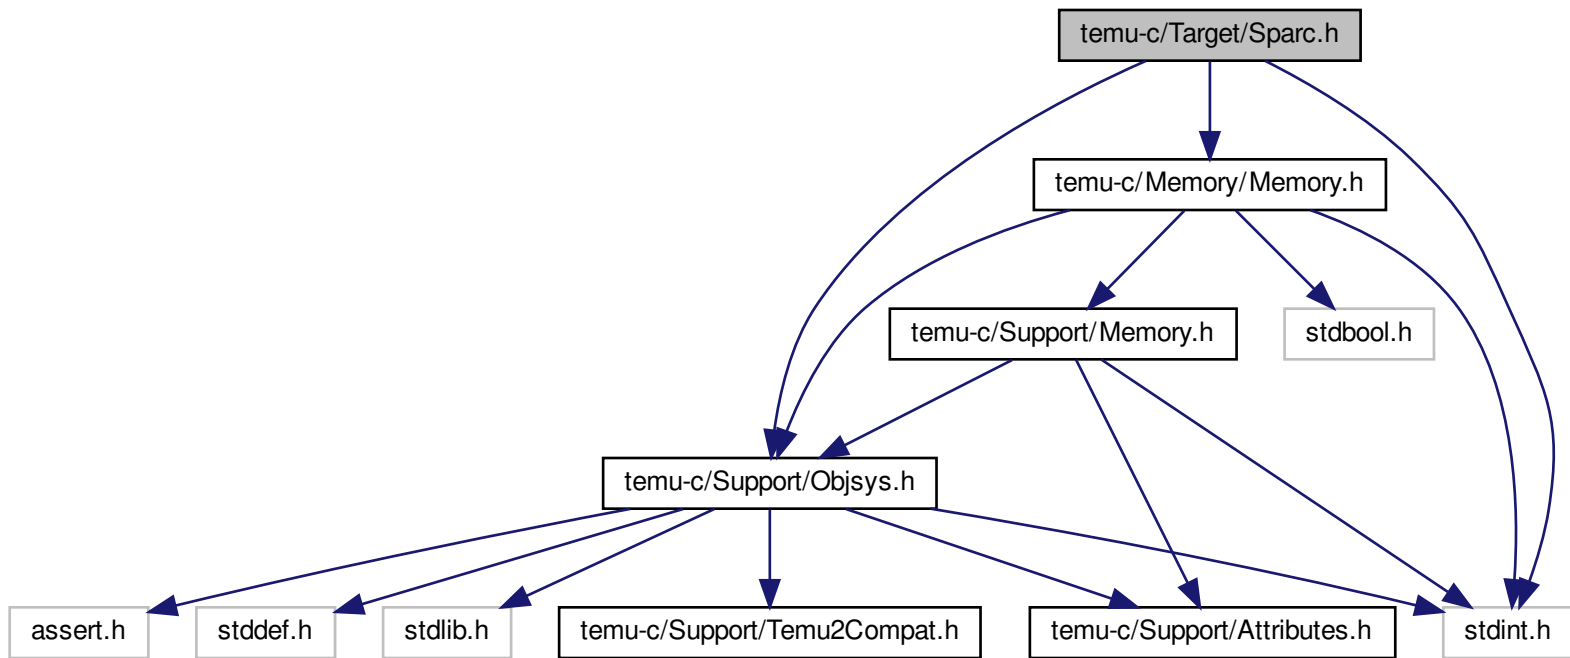 temu-c/Target/Sparc.h
temu-c/Memory/Memory.h
temu-c/Support/Memory.h
stdbool.h
temu-c/Support/Objsys.h
assert.h
stddef.h
stdlib.h
temu-c/Support/Temu2Compat.h
temu-c/Support/Attributes.h
stdint.h